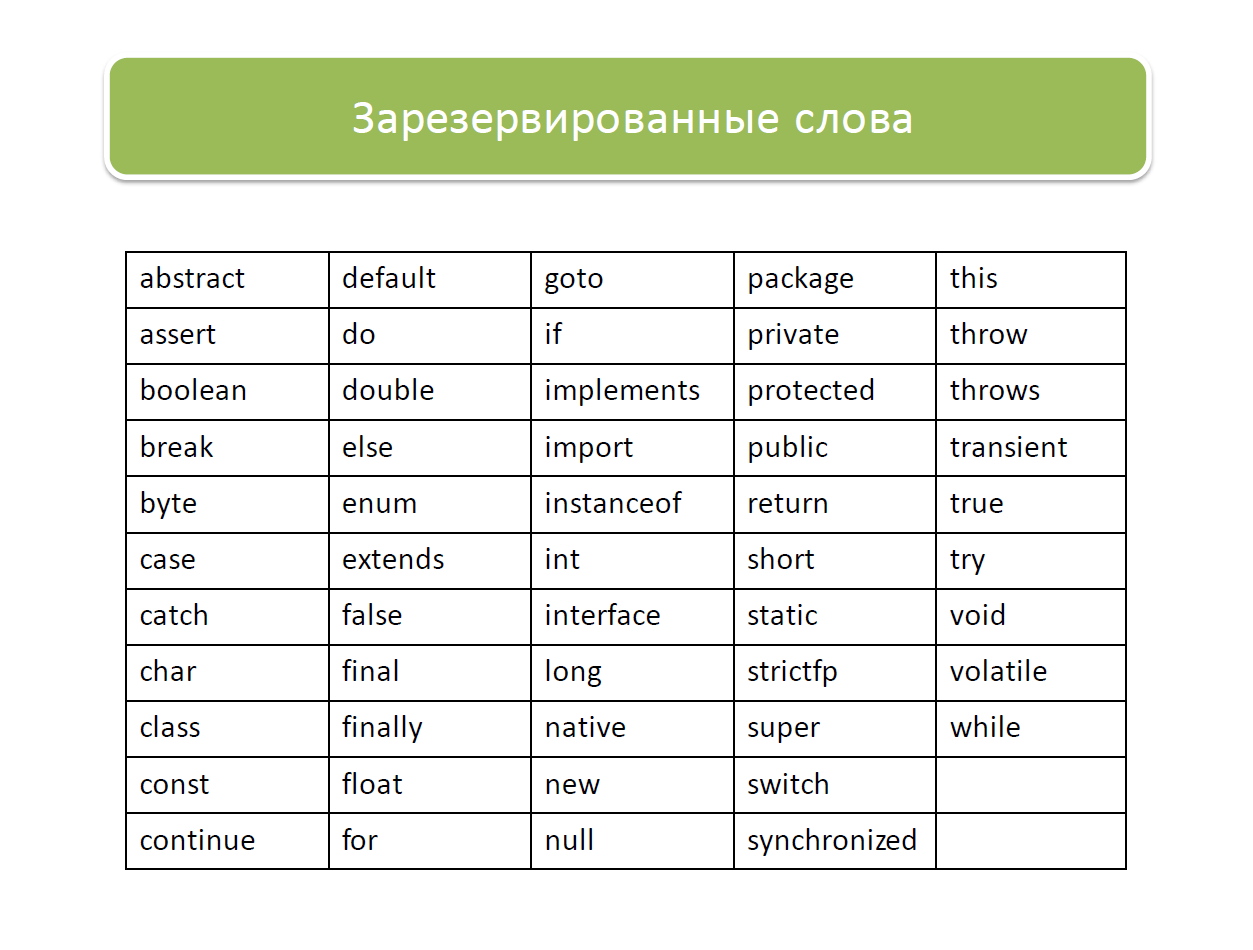 Зарезервированные слова
abstract default goto package this
assert do if private throw
boolean double implements protected throws
break else import public transient
byte enum instanceof return true
case extends int short try
catch false interface static void
char final long strictfp volatile
class finally native super while
const float new switch
continue for null synchronized